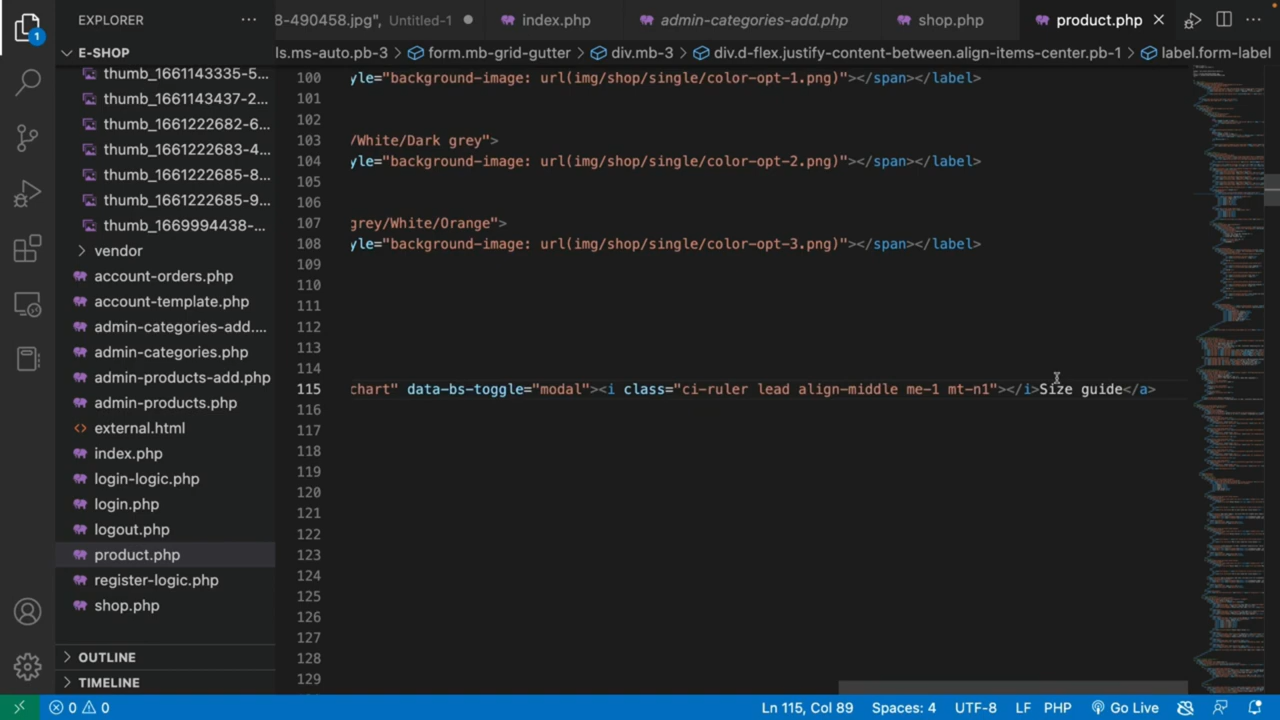 EXPLORER
8-490458.jpg", Untitled-1
index.php
admin-categories-add.php
shop.php
product.php
E-SHOP
ls.ms-auto.pb-3 > form.mb-grid-gutter > div.mb-3 > div.d-flex.justify-content-between.align-items-center.pb-1 > label.form-label
thumb_1661143335-5...
thumb_1661143437-2...
thumb_1661222682-6...
thumb_1661222683-4...
thumb_1661222685-8...
thumb_1661222685-9...
thumb_1669994438-...
vendor
account-orders.php
account-template.php
admin-categories-add....
admin-categories.php
admin-products-add.php
admin-products.php
external.html
index.php
login-logic.php
login.php
logout.php
product.php
register-logic.php
shop.php
OUTLINE
TIMELINE
100 yle="background-image: url(img/shop/single/color-opt-1.png)"></span></label>
101
102
103 /White/Dark grey">
104 yle="background-image: url(img/shop/single/color-opt-2.png)"></span></label>
105
106
107 grey/White/Orange">
108 yle="background-image: url(img/shop/single/color-opt-3.png)"></span></label>
109
110
111
112
113
114
115 chart" data-bs-toggle="modal"><i class="ci-ruler lead align-middle me-1 mt-n1"></i>Size guide</a>
116
117
118
119
120
121
122
123
124
125
126
127
128
129
1
0 0 Ln 115, Col 89 Spaces: 4 UTF-8 LF PHP Go Live